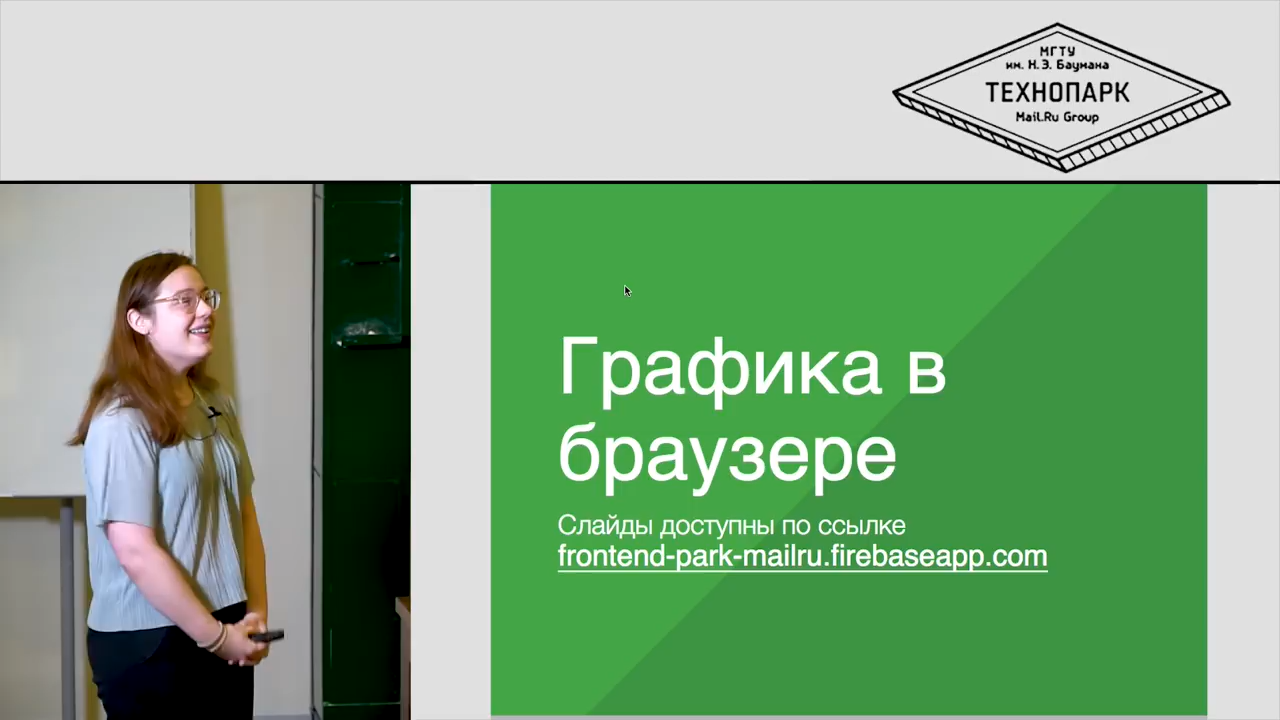 МГТУ
им. Н.Э. Баумана
ТЕХНОПАРК
Mail.Ru Group
Графика в
браузере
Слайды доступны по ссылке
frontend-park-mailru.firebaseapp.com